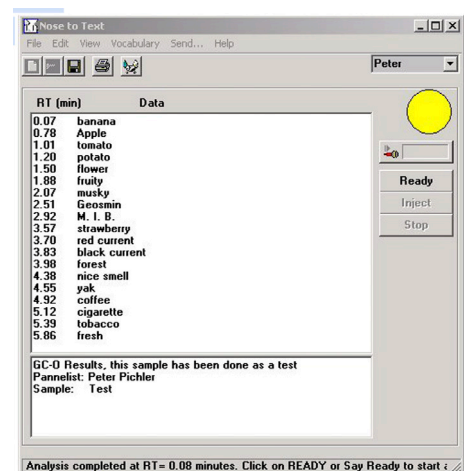 Nose to Text
File Edit View Vocabulary Send... Help
Peter
RT (min) Data
0.07 banana
0.78 Apple
1.01 tomato
1.20 potato
1.50 flower
1.88 fruity
2.07 musky
2.51 Geosmin
2.92 M. I. B.
3.57 strawberry
3.70 red current
3.83 black current
3.98 forest
4.38 nice smell
4.55 yak
4.92 coffee
5.12 cigarette
5.39 tobacco
5.86 fresh
Ready
Inject
Stop
GC-O Results, this sample has been done as a test
Pannelist: Peter Pichler
Sample: Test
Analysis completed at RT= 0.08 minutes. Click on READY or Say Ready to start